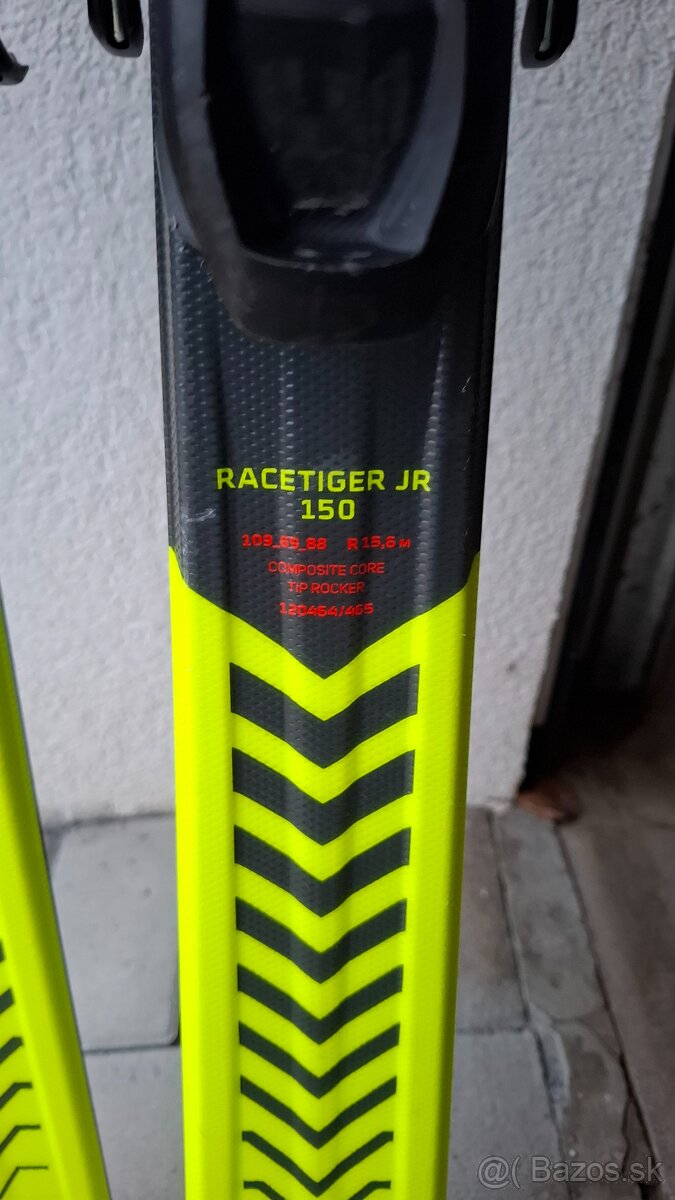 RACETIGER JR
150
109_69_88 R 15,6 M
COMPOSITE CORE
TIP ROCKER
120464/465
@( Bazos.sk